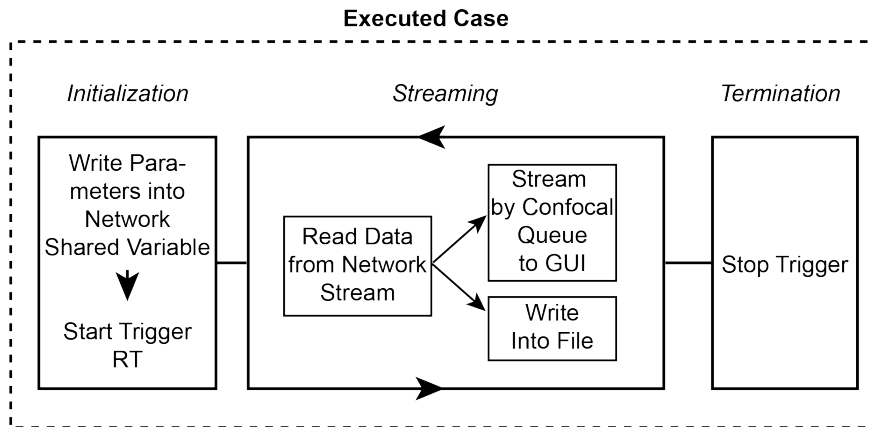 Executed Case
Initialization
Streaming
Termination
Write Para-
meters into
Network
Shared Variable
Start Trigger
RT
Read Data
from Network
Stream
Stream
by Confocal
Queue
to GUI
Write
Into File
Stop Trigger